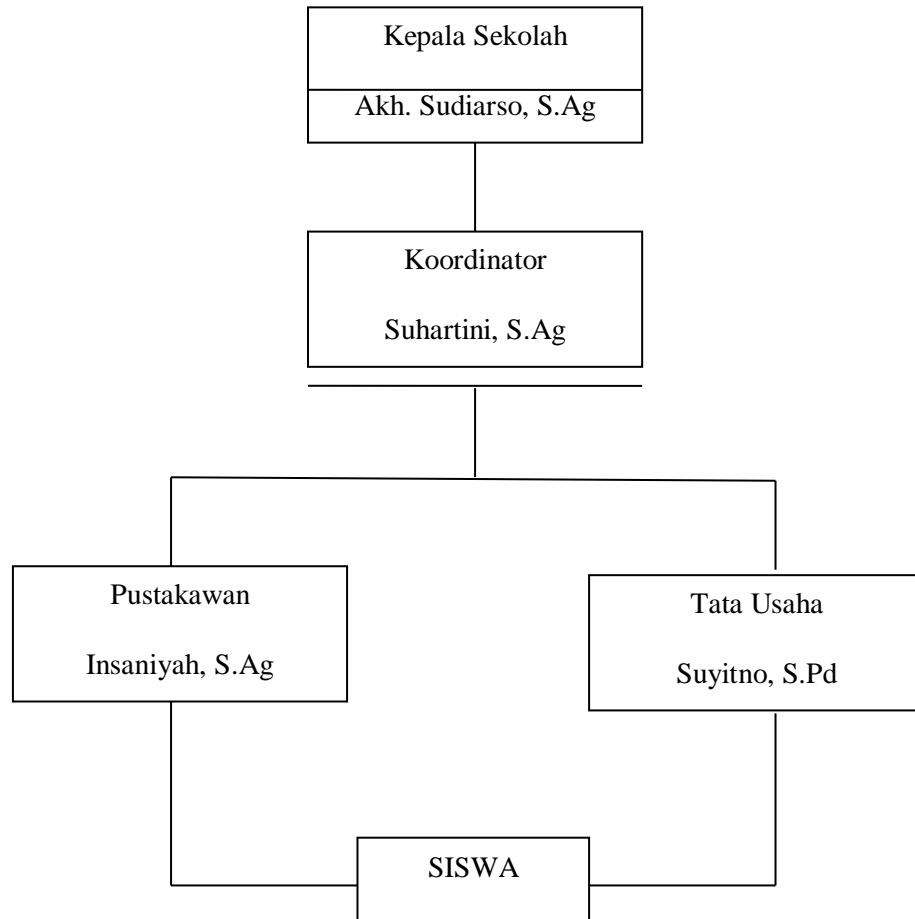 Kepala Sekolah
Akh. Sudiarso, S.Ag
Koordinator
Suhartini, S.Ag
Pustakawan
Insaniyah, S.Ag
Tata Usaha
Suyitno, S.Pd
SISWA